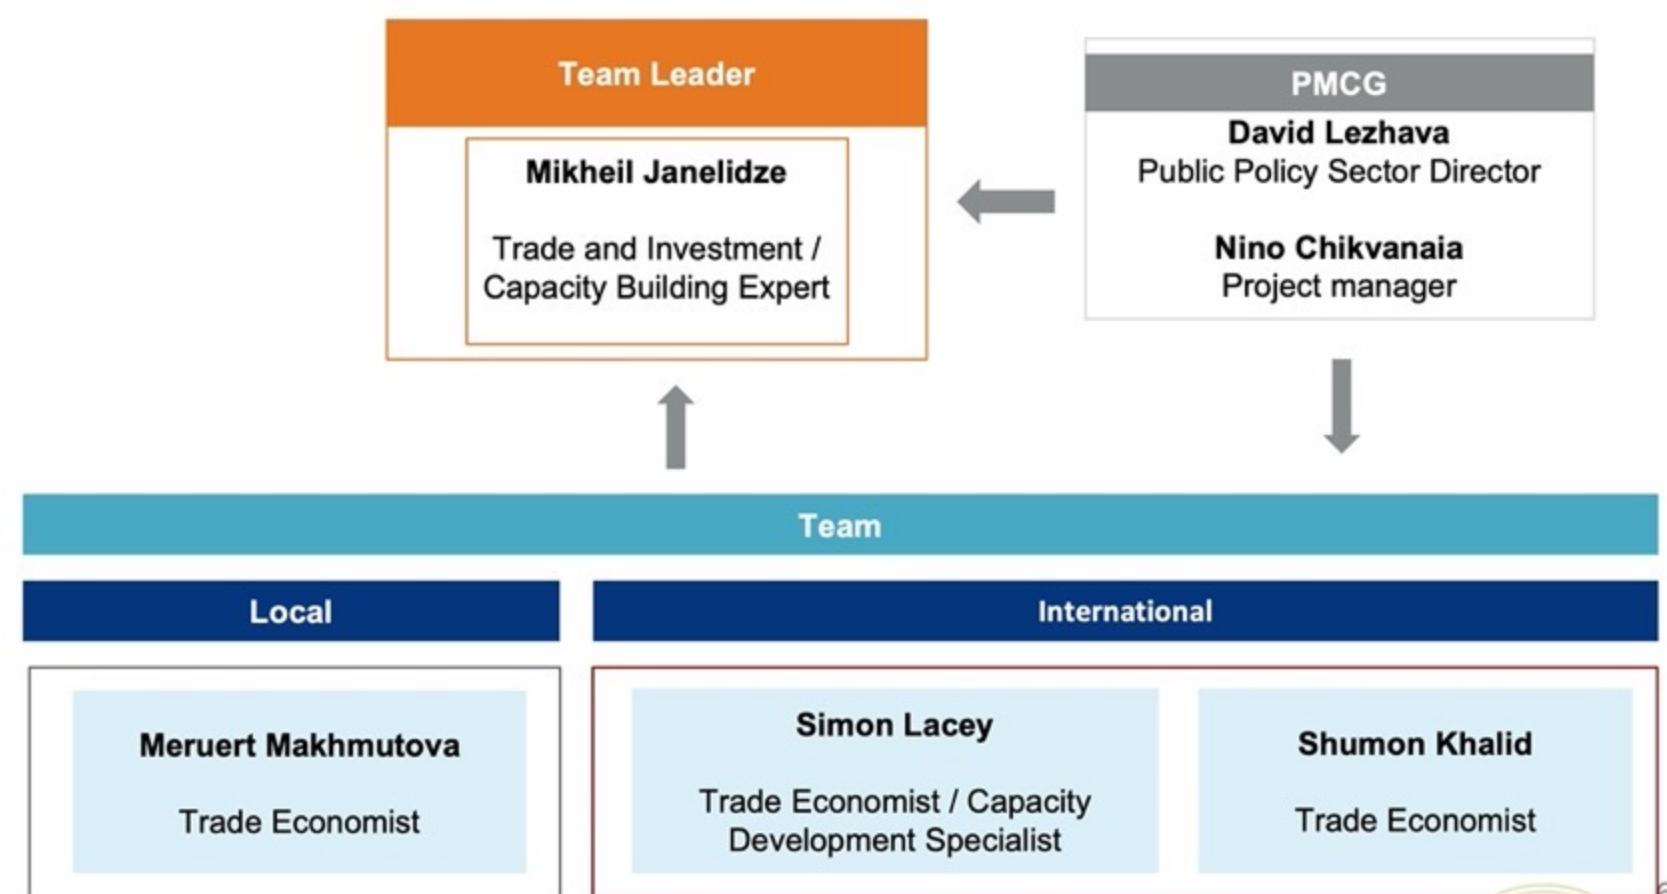 Team Leader
Mikheil Janelidze
Trade and Investment /
Capacity Building Expert
PMCG
David Lezhava
Public Policy Sector Director
Nino Chikvanaia
Project manager
Team
Local
International
Meruert Makhmutova
Trade Economist
Simon Lacey
Trade Economist / Capacity
Development Specialist
Shumon Khalid
Trade Economist